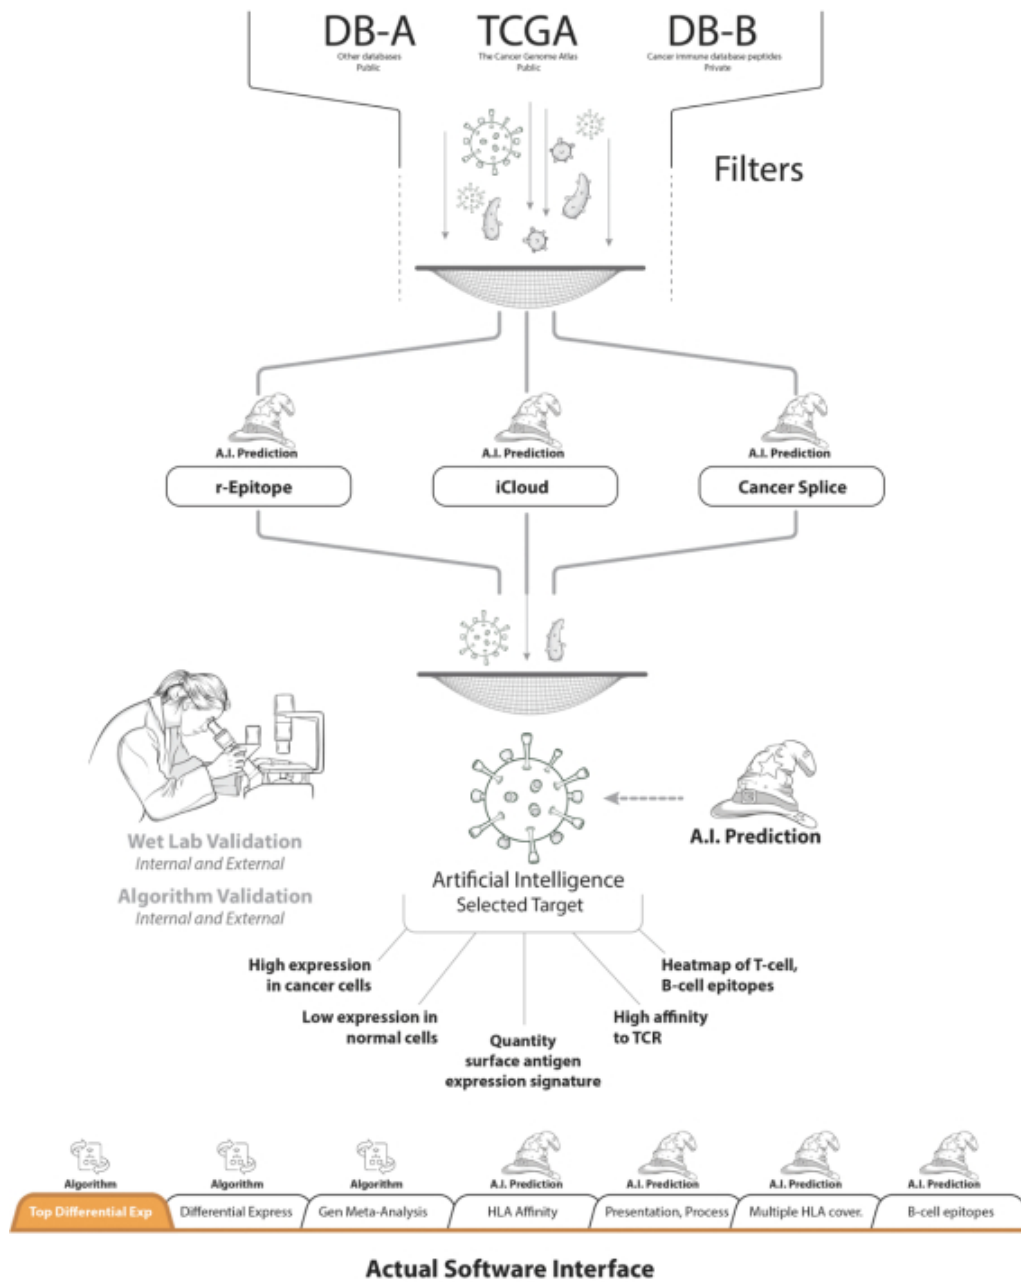 DB-A TCGA DB-B
Other databases
Public
The Cancer Genome Atlas
Public
Cancer immune database peptides
Private
Filters
A.I. Prediction
r-Epitope
A.I. Prediction
iCloud
A.I. Prediction
Cancer Splice
Wet Lab Validation
Internal and External
Algorithm Validation
Internal and External
A.I. Prediction
Artificial Intelligence
Selected Target
High expression
in cancer cells
Low expression in
normal cells
Quantity
surface antigen
expression signature
High affinity
to TCR
Heatmap of T-cell,
B-cell epitopes
Algorithm
Top Differential Exp
Algorithm
Differential Express
Algorithm
Gen Meta-Analysis
A.I. Prediction
HLA Affinity
A.I. Prediction
Presentation, Process
A.I. Prediction
Multiple HLA cover.
A.I. Prediction
B-cell epitopes
Actual Software Interface